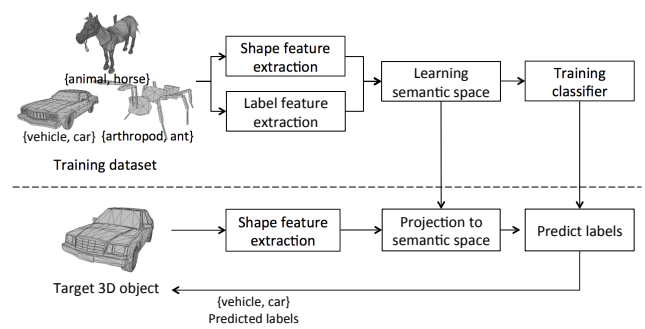 {animal, horse}
{vehicle, car}
{arthropod, ant}
Training dataset
Shape feature
extraction
Label feature
extraction
Learning
semantic space
Training
classifier
Target 3D object
Shape feature
extraction
Projection to
semantic space
Predict labels
{vehicle, car}
Predicted labels